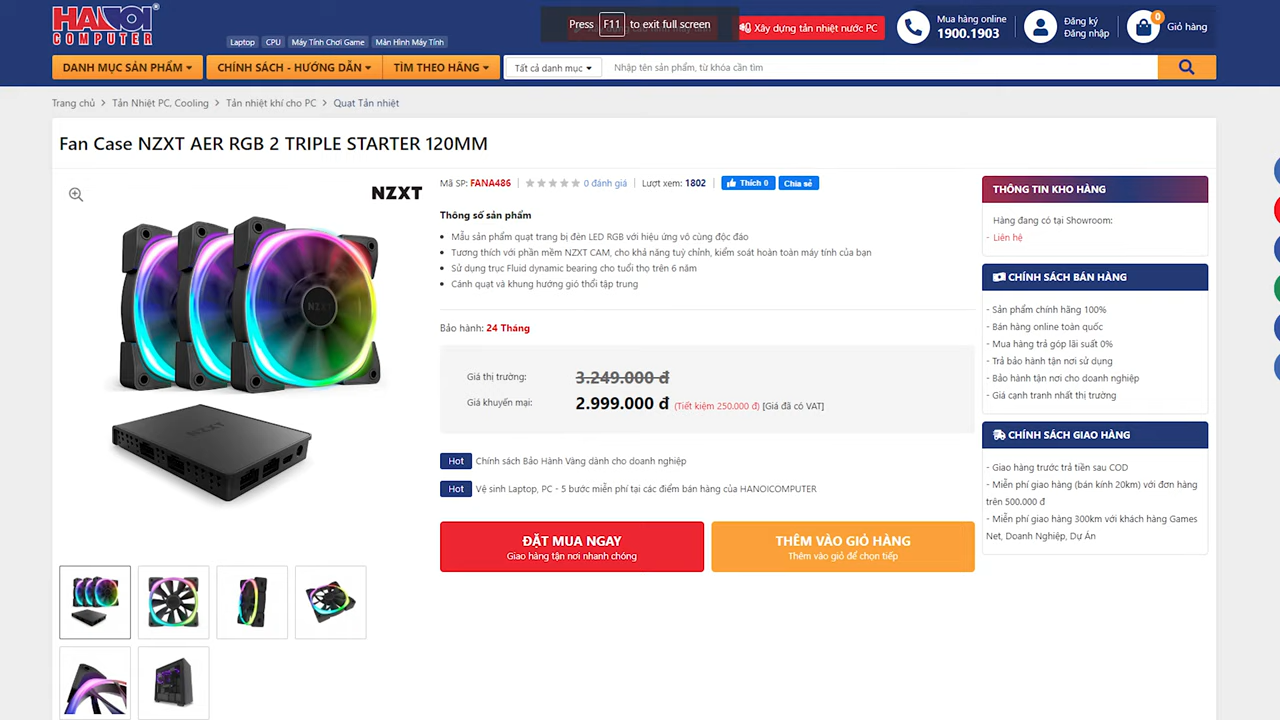 HANOI
COMPUTER
Laptop CPU Máy Tính Chơi Game Màn Hình Máy Tính
Press F11 to exit full screen
Xây dựng tản nhiệt nước PC
Mua hàng online
1900.1903
Đăng ký
Đăng nhập
0
Giỏ hàng
DANH MỤC SẢN PHẨM
CHÍNH SÁCH - HƯỚNG DẪN
TÌM THEO HÃNG
Tất cả danh mục
Nhập tên sản phẩm, từ khóa cần tìm
Trang chủ > Tản Nhiệt PC, Cooling > Tản nhiệt khí cho PC > Quạt Tản nhiệt
Fan Case NZXT AER RGB 2 TRIPLE STARTER 120MM
NZXT
NZXT
NZXT
Mã SP: FANA486 | 0 đánh giá | Lượt xem: 1802 | Thích 0 Chia sẻ
Thông số sản phẩm
• Mẫu sản phẩm quạt trang bị đèn LED RGB với hiệu ứng vô cùng độc đáo
• Tương thích với phần mềm NZXT CAM, cho khả năng tuỳ chỉnh, kiểm soát hoàn toàn máy tính của bạn
• Sử dụng trục Fluid dynamic bearing cho tuổi thọ trên 6 năm
• Cánh quạt và khung hướng gió thổi tập trung
Bảo hành: 24 Tháng
Giá thị trường: 3.249.000 đ
Giá khuyến mại: 2.999.000 đ (Tiết kiệm 250.000 đ) [Giá đã có VAT]
Hot Chính sách Bảo Hành Vàng dành cho doanh nghiệp
Hot Vệ sinh Laptop, PC - 5 bước miễn phí tại các điểm bán hàng của HANOICOMPUTER
ĐẶT MUA NGAY
Giao hàng tận nơi nhanh chóng
THÊM VÀO GIỎ HÀNG
Thêm vào giỏ để chọn tiếp
THÔNG TIN KHO HÀNG
Hàng đang có tại Showroom:
- Liên hệ
CHÍNH SÁCH BÁN HÀNG
- Sản phẩm chính hãng 100%
- Bán hàng online toàn quốc
- Mua hàng trả góp lãi suất 0%
- Trả bảo hành tận nơi sử dụng
- Bảo hành tận nơi cho doanh nghiệp
- Giá cạnh tranh nhất thị trường
CHÍNH SÁCH GIAO HÀNG
- Giao hàng trước trả tiền sau COD
- Miễn phí giao hàng (bán kính 20km) với đơn hàng
trên 500.000 đ
- Miễn phí giao hàng 300km với khách hàng Games
Net, Doanh Nghiệp, Dự Án